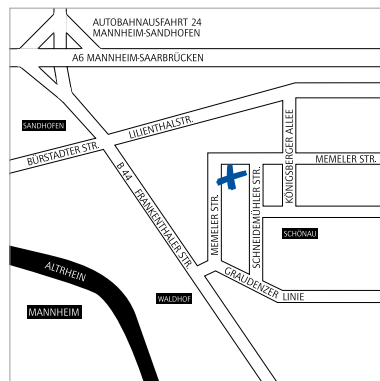 AUTOBAHNAUSFAHRT 24
MANNHEIM-SANDHOFEN
A6 MANNHEIM-SAARBRÜCKEN
SANDHOFEN
LILIENTHALSTR.
BÜRSTADTER STR.
B 44
FRANKENTHALER STR.
KÖNIGSBERGER ALLEE
MEMELER STR.
MEMELER STR.
SCHNEIDEMÜHLER STR.
SCHÖNAU
GRAUDENZER
LINIE
ALTRHEIN
WALDHOF
MANNHEIM